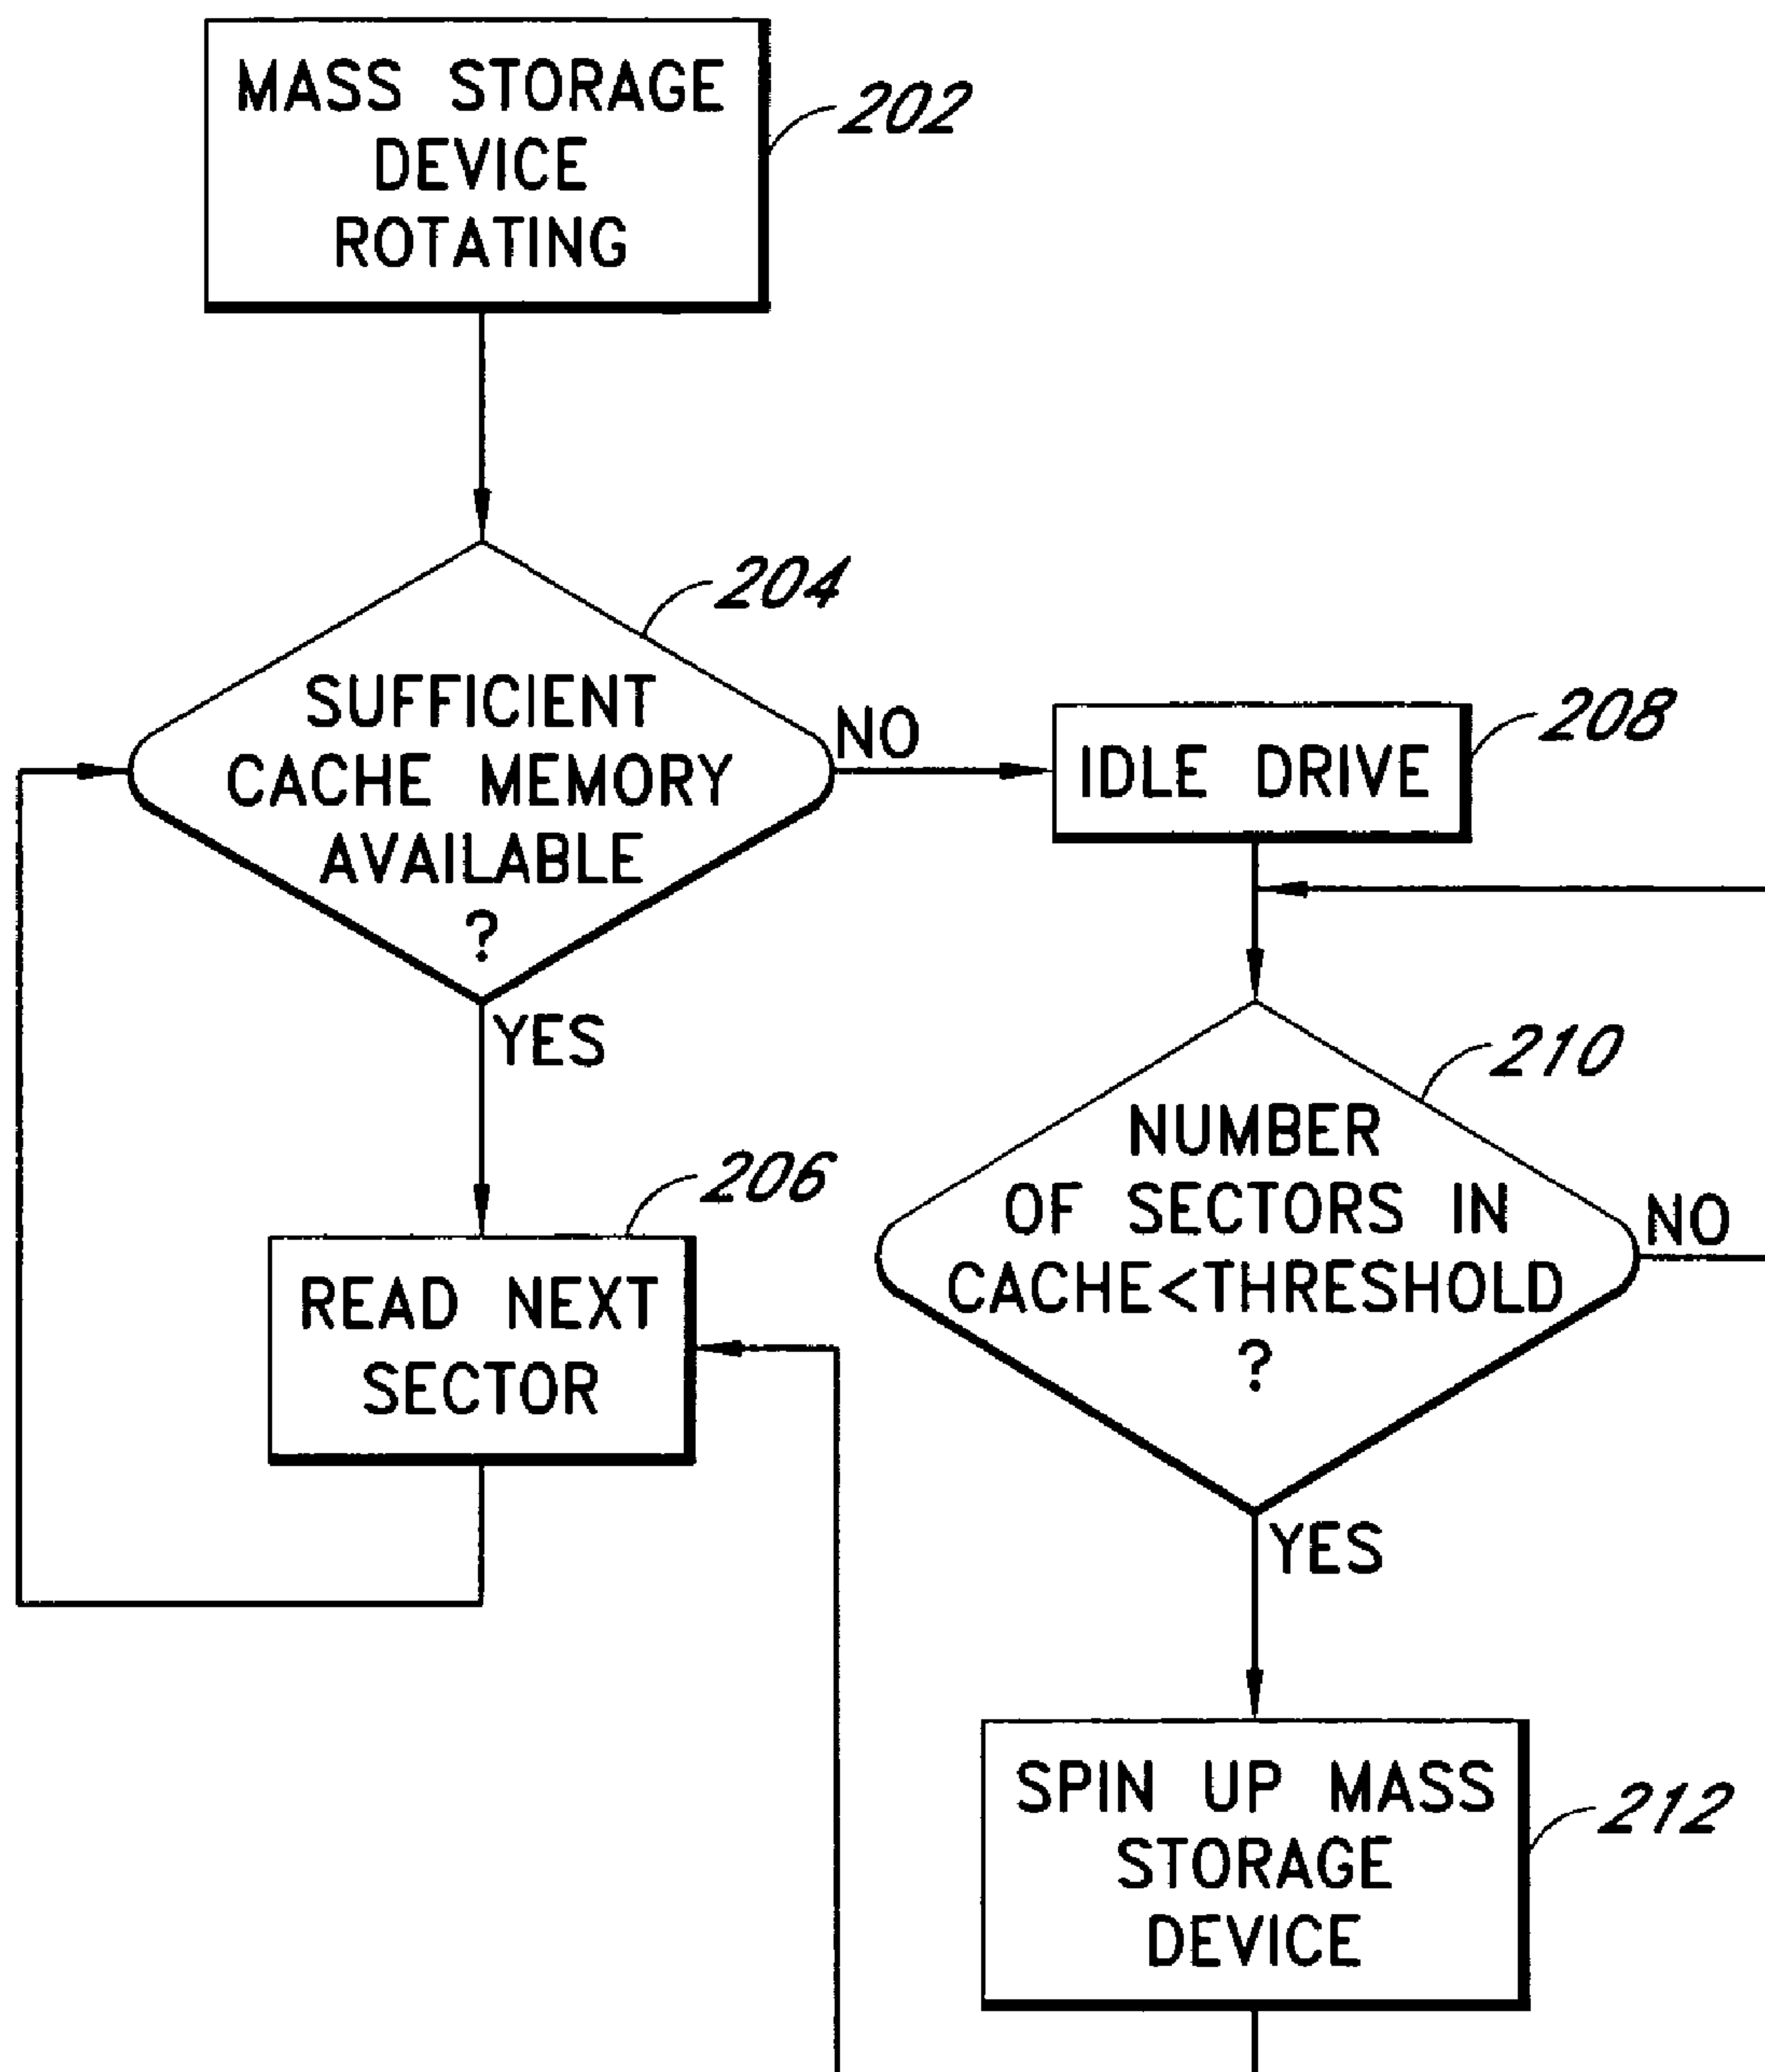 MASS STORAGE
DEVICE
ROTATING
202
204
SUFFICIENT
CACHE MEMORY
AVAILABLE
?
NO
YES
208
IDLE DRIVE
206
READ NEXT
SECTOR
210
NUMBER
OF SECTORS IN
CACHE<THRESHOLD
?
NO
YES
212
SPIN UP MASS
STORAGE
DEVICE